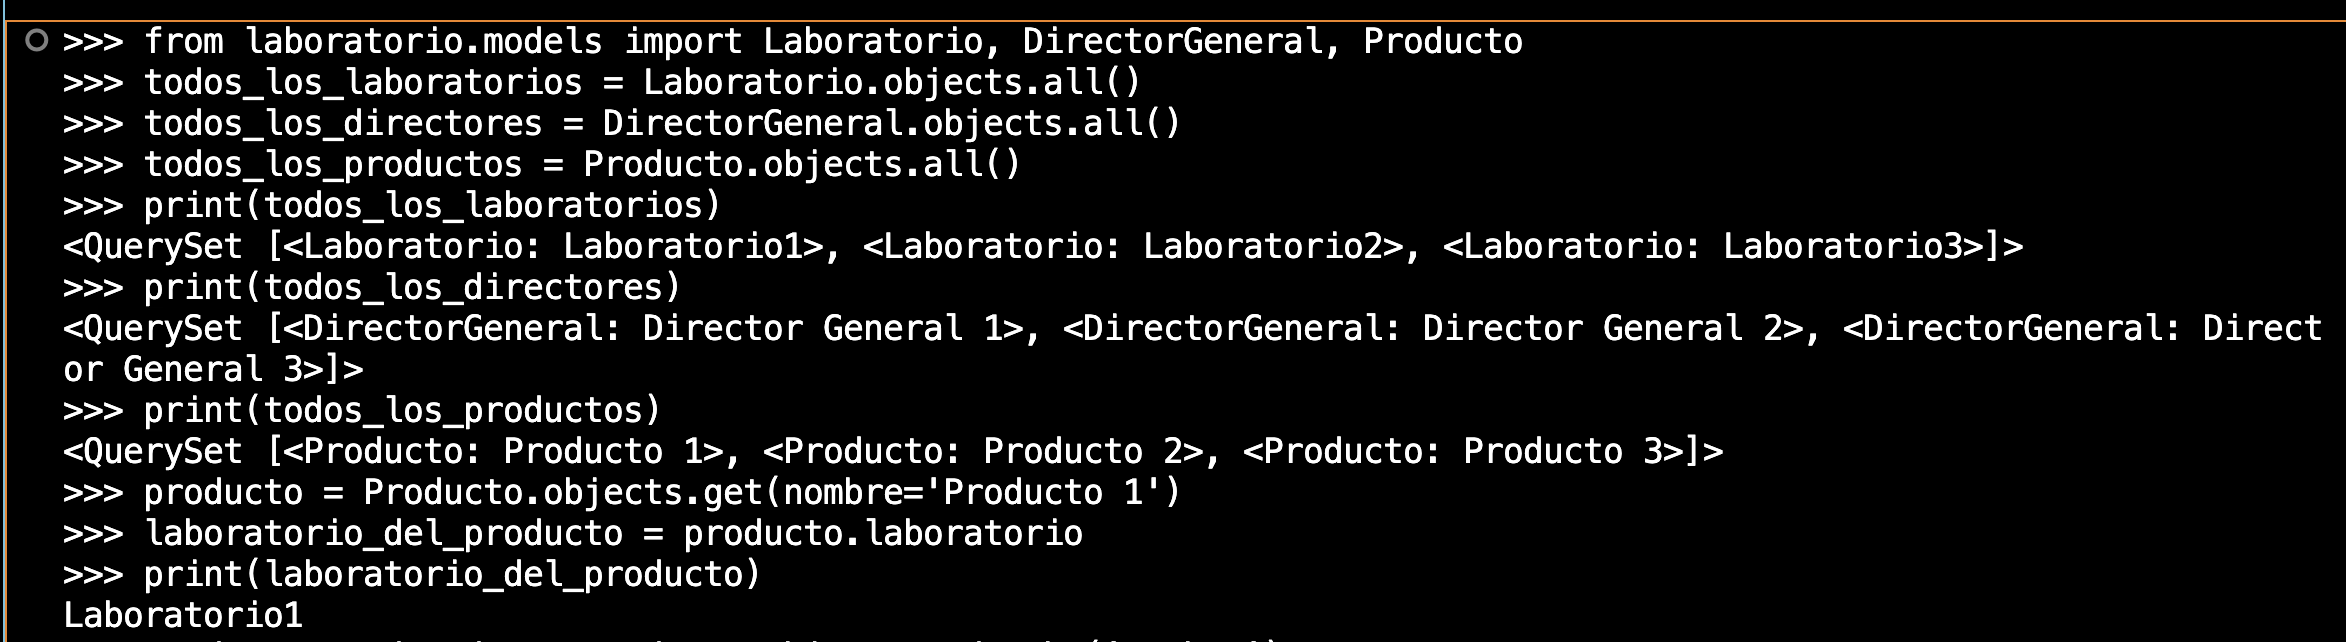 >>> from laboratorio.models import Laboratorio, DirectorGeneral, Producto
>>> todos_los_laboratorios = Laboratorio.objects.all()
>>> todos_los_directores = DirectorGeneral.objects.all()
>>> todos_los_productos = Producto.objects.all()
>>> print(todos_los_laboratorios)
<QuerySet [<Laboratorio: Laboratorio1>, <Laboratorio: Laboratorio2>, <Laboratorio: Laboratorio3>]>
>>> print(todos_los_directores)
<QuerySet [<DirectorGeneral: Director General 1>, <DirectorGeneral: Director General 2>, <DirectorGeneral: Direct
or General 3>]>
>>> print(todos_los_productos)
<QuerySet [<Producto: Producto 1>, <Producto: Producto 2>, <Producto: Producto 3>]>
>>> producto = Producto.objects.get(nombre='Producto 1')
>>> laboratorio_del_producto = producto.laboratorio
>>> print(laboratorio_del_producto)
Laboratorio1